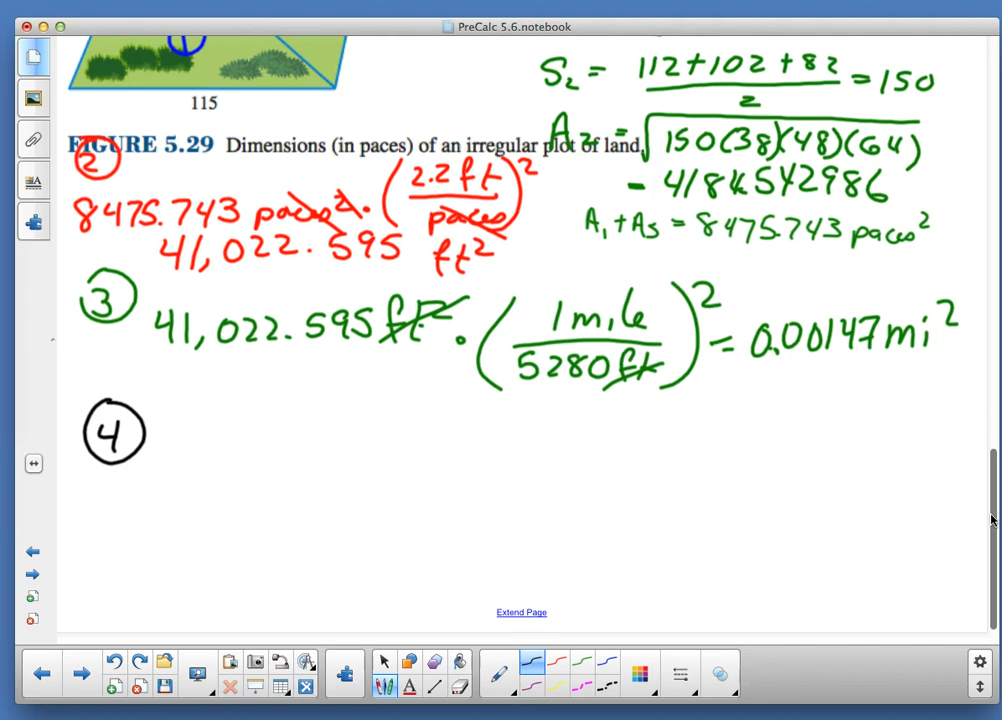 PreCalc 5.6.notebook
115
S₂ = 112+102+82 / 2 = 150
FIGURE 5.29 Dimensions (in paces) of an irregular plot of land.
A₂ = √150(38)(48)(64)
②
8475.743 paces². (2.2 ft / paces)²
= 4184.542986
A₁ + A₂ = 8475.743 paces²
41,022.595 ft²
③ 41,022.595 ft² · (1 mile / 5280 ft)² = 0.00147 mi²
④
Extend Page